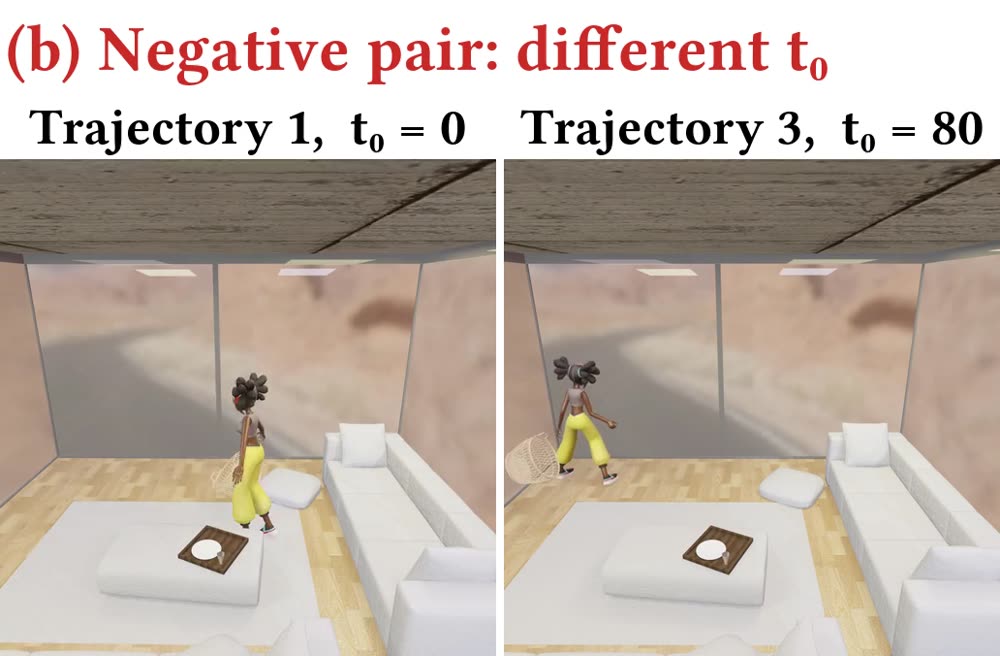 (b) Negative pair: different t₀
Trajectory 1, t₀ = 0
Trajectory 3, t₀ = 80